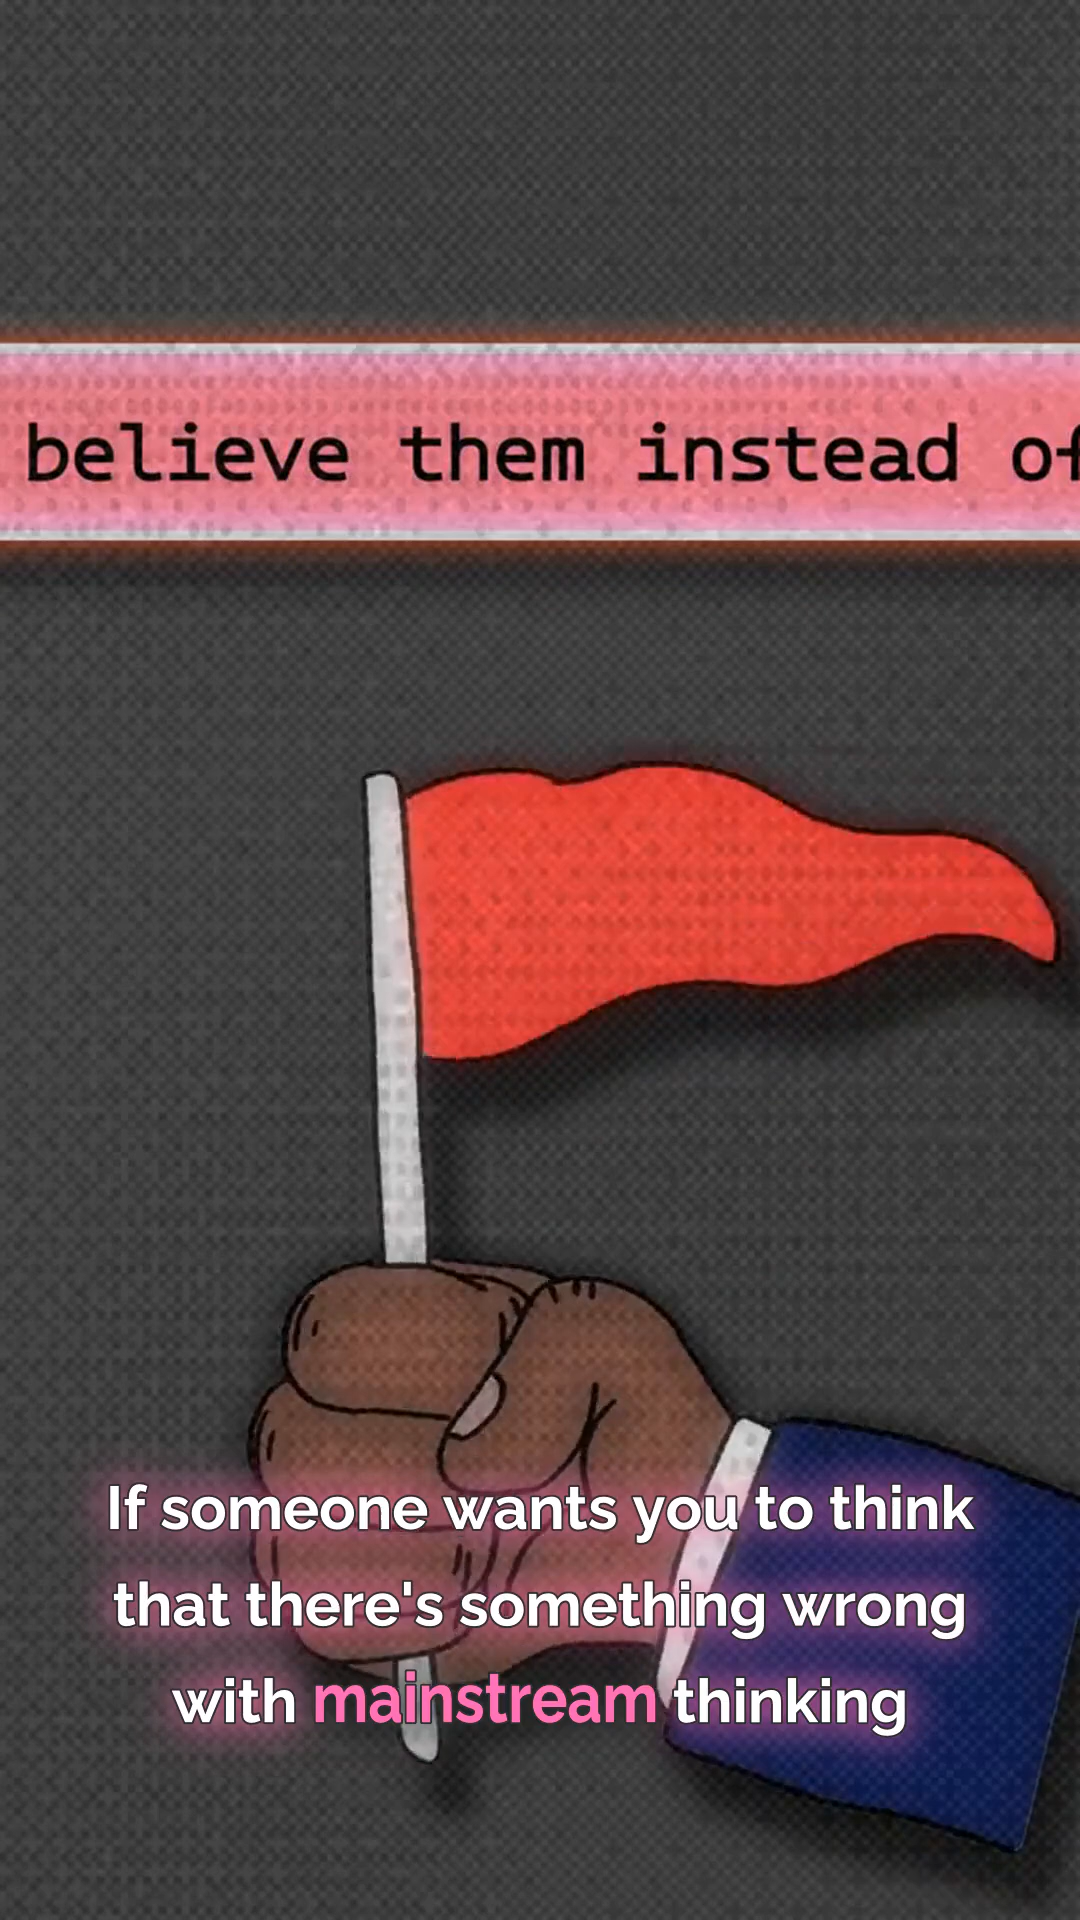 believe them instead of
If someone wants you to think
that there's something wrong
with mainstream thinking